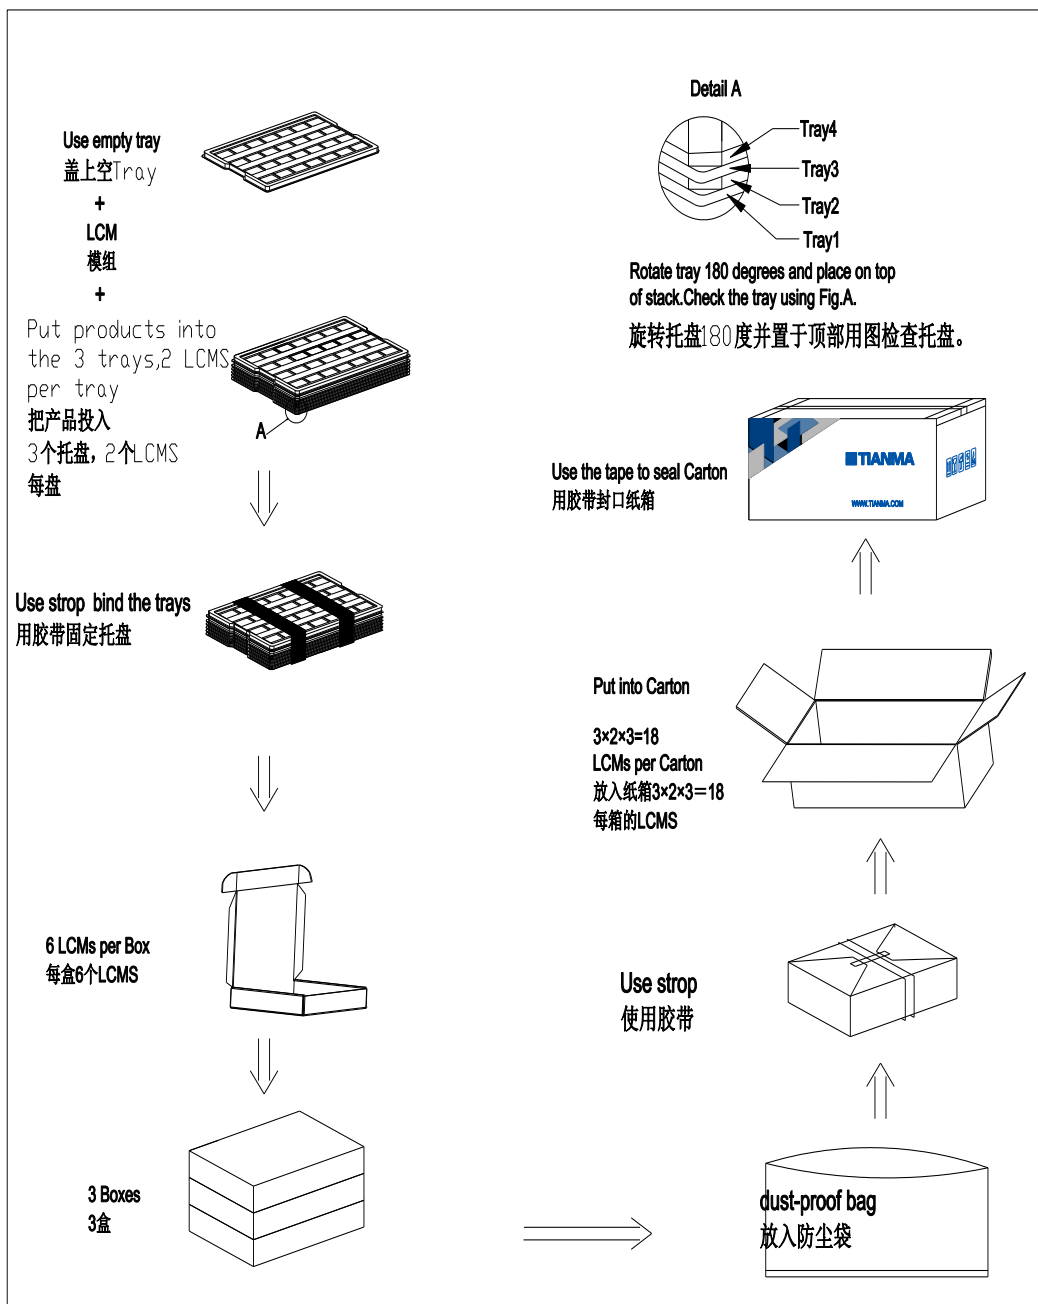 Use empty tray
盖上空Tray
+
LCM
模组
+
Put products into
the 3 trays,2 LCMS
per tray
把产品投入
3个托盘，2个LCMS
每盘
A
Use strop bind the trays
用胶带固定托盘
6 LCMs per Box
每盒6个LCMS
3 Boxes
3盒
dust-proof bag
放入防尘袋
Use strop
使用胶带
Put into Carton
3×2×3=18
LCMs per Carton
放入纸箱3×2×3＝18
每箱的LCMS
Use the tape to seal Carton
用胶带封口纸箱
TIANMA
WWW.TIANMA.COM
Detail A
Tray4
Tray3
Tray2
Tray1
Rotate tray 180 degrees and place on top
of stack.Check the tray using Fig.A.
旋转托盘180度并置于顶部用图检查托盘。